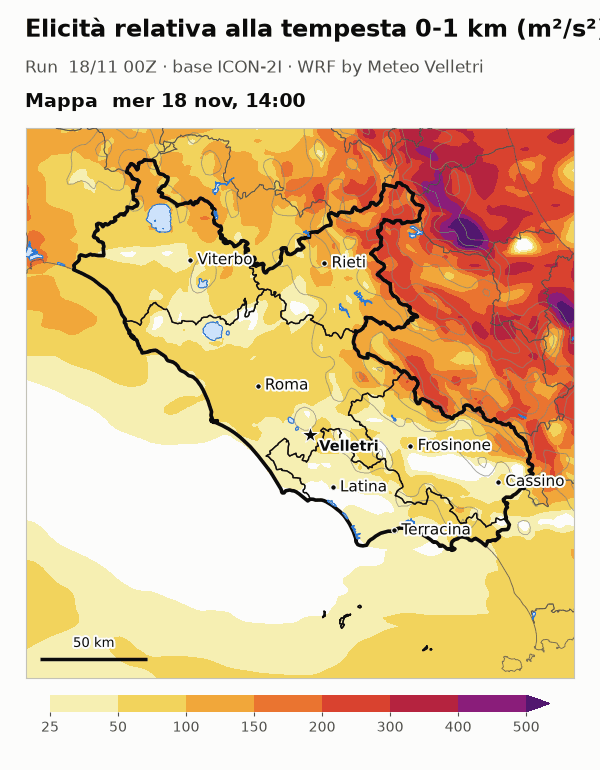 Elicità relativa alla tempesta 0-1 km (m²/s²)
Run  18/11 00Z · base ICON-2I · WRF by Meteo Velletri
Mappa  mer 18 nov, 14:00
Viterbo
Rieti
Roma
Velletri
Frosinone
Cassino
Latina
Terracina
50 km
25 50 100 150 200 300 400 500